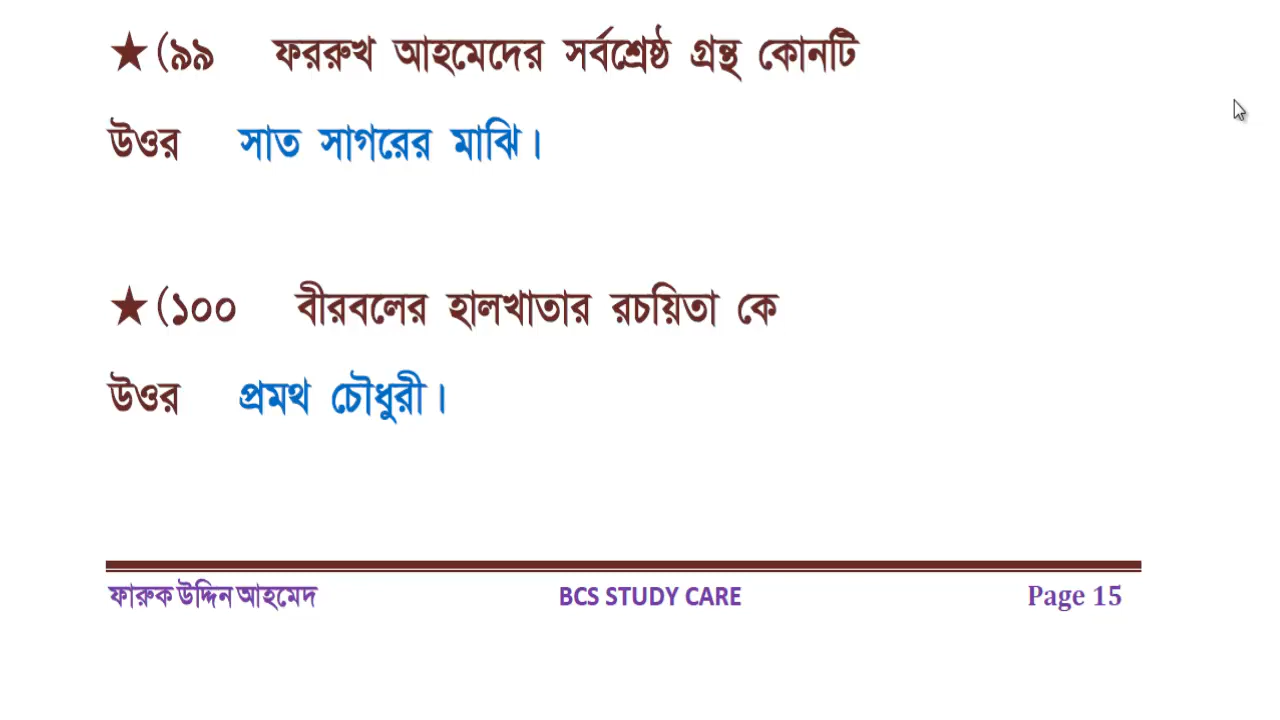 ★(৯৯ ফররুখ আহমেদের সর্বশ্রেষ্ঠ গ্রন্থ কোনটি
উওর সাত সাগরের মাঝি।
★(১০০ বীরবলের হালখাতার রচয়িতা কে
উওর প্রমথ চৌধুরী।
ফারুক উদ্দিন আহমেদ BCS STUDY CARE Page 15